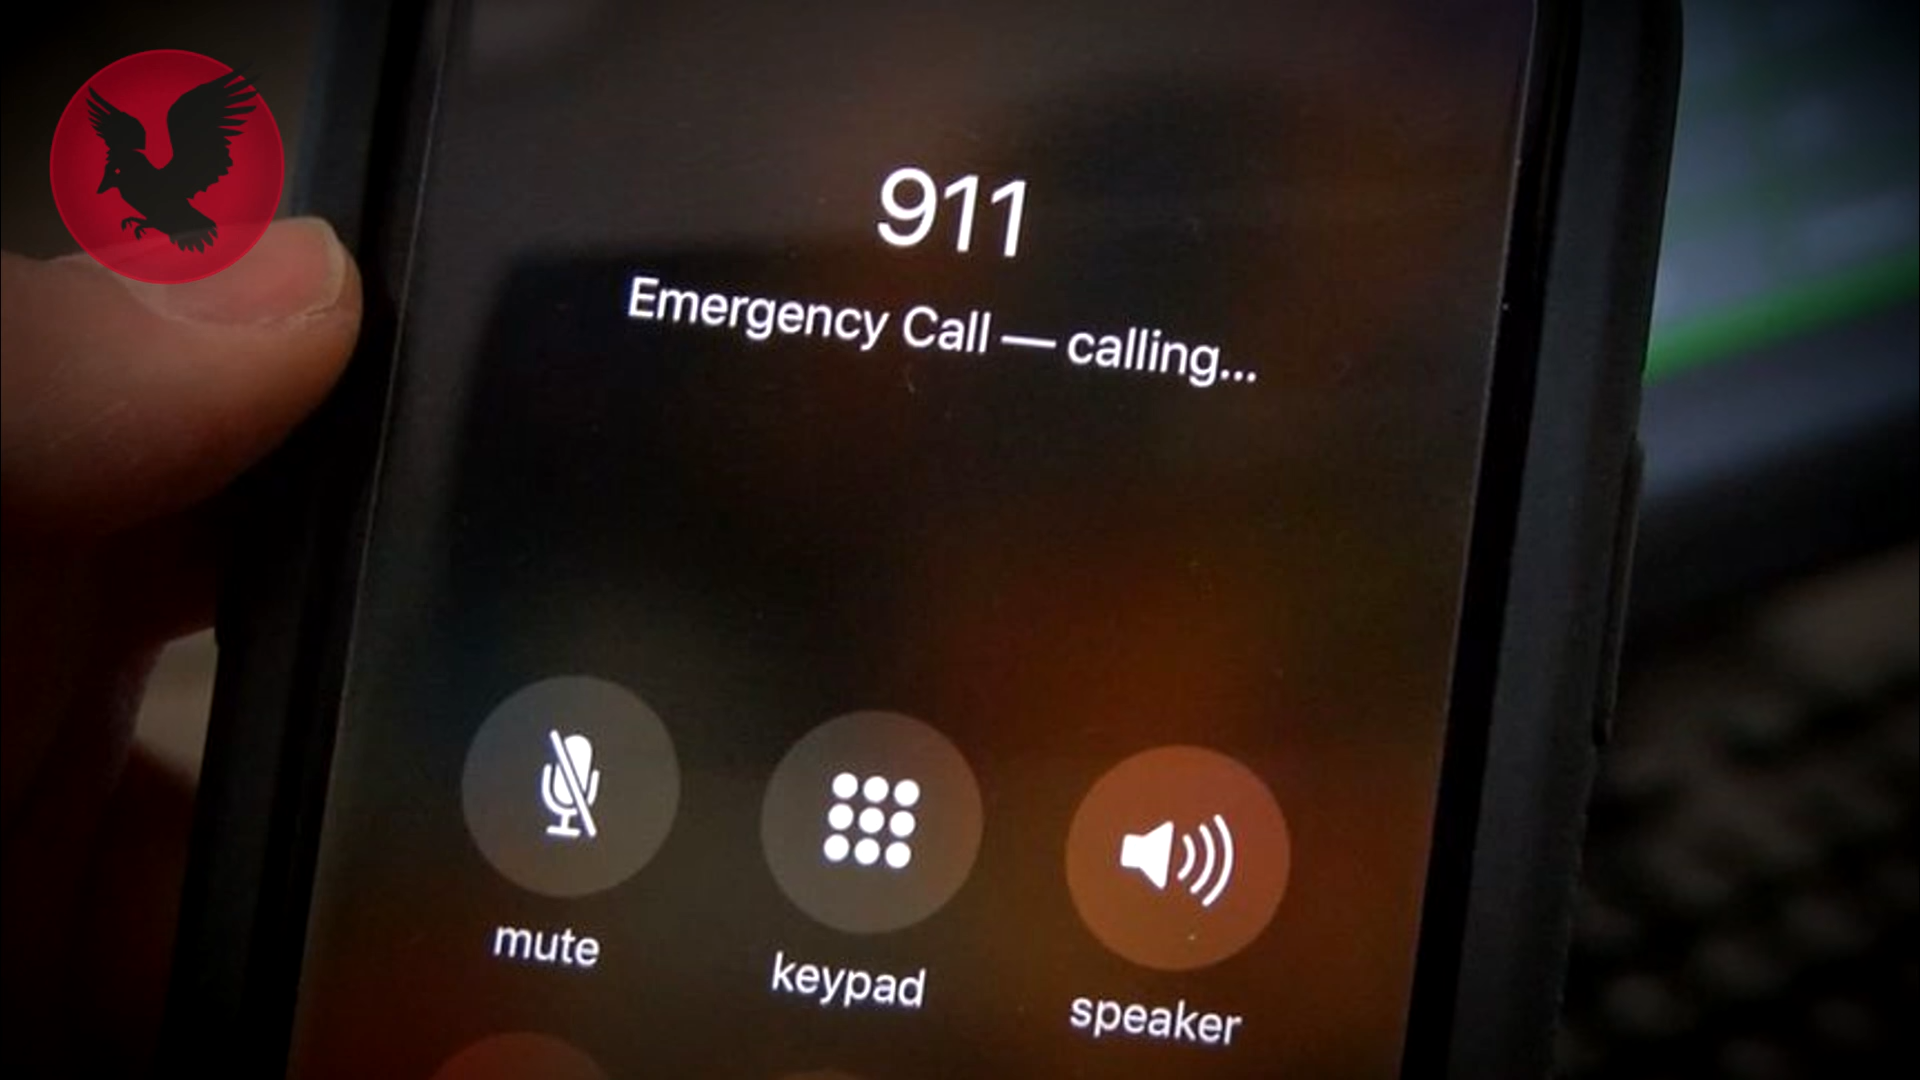 911
Emergency Call — calling...
mute
keypad
speaker